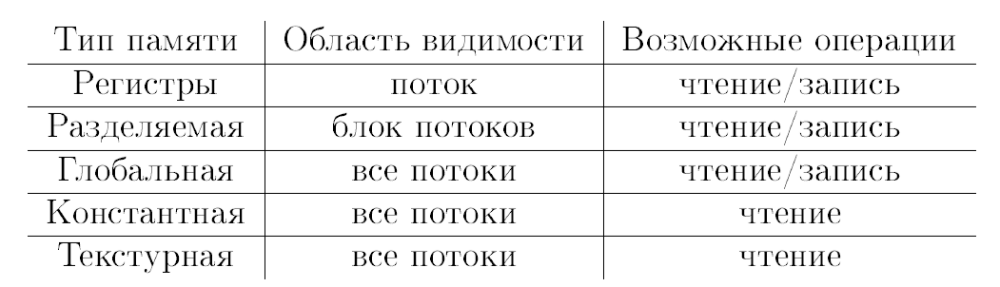 Тип памяти Область видимости Возможные операции
Регистры поток чтение/запись
Разделяемая блок потоков чтение/запись
Глобальная все потоки чтение/запись
Константная все потоки чтение
Текстурная все потоки чтение